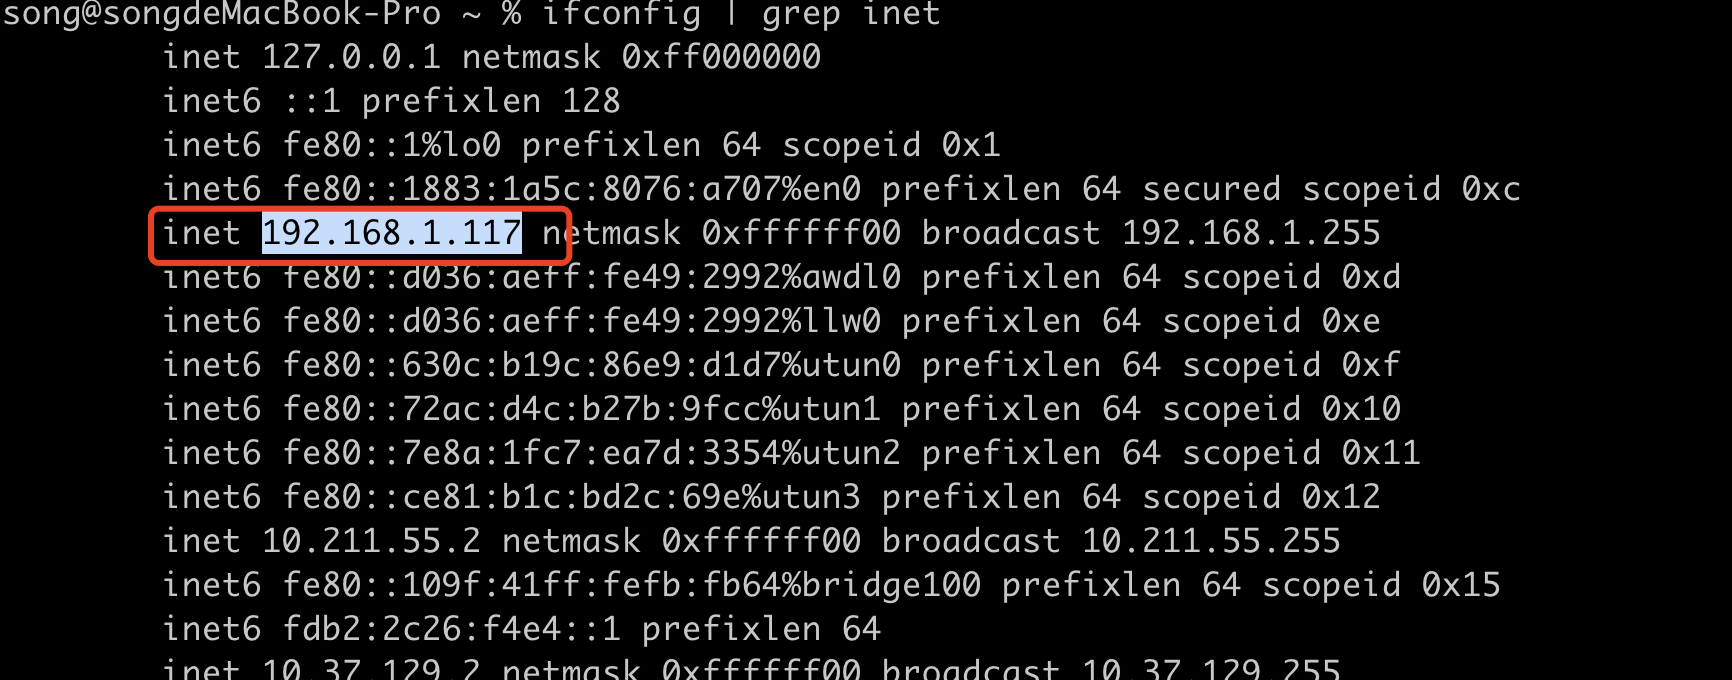 song@songdeMacBook-Pro ~ % ifconfig | grep inet
inet 127.0.0.1 netmask 0xff000000
inet6 ::1 prefixlen 128
inet6 fe80::1%lo0 prefixlen 64 scopeid 0x1
inet6 fe80::1883:1a5c:8076:a707%en0 prefixlen 64 secured scopeid 0xc
inet 192.168.1.117 netmask 0xffffff00 broadcast 192.168.1.255
inet6 fe80::d036:aeff:fe49:2992%awdl0 prefixlen 64 scopeid 0xd
inet6 fe80::d036:aeff:fe49:2992%llw0 prefixlen 64 scopeid 0xe
inet6 fe80::630c:b19c:86e9:d1d7%utun0 prefixlen 64 scopeid 0xf
inet6 fe80::72ac:d4c:b27b:9fcc%utun1 prefixlen 64 scopeid 0x10
inet6 fe80::7e8a:1fc7:ea7d:3354%utun2 prefixlen 64 scopeid 0x11
inet6 fe80::ce81:b1c:bd2c:69e%utun3 prefixlen 64 scopeid 0x12
inet 10.211.55.2 netmask 0xffffff00 broadcast 10.211.55.255
inet6 fe80::109f:41ff:fefb:fb64%bridge100 prefixlen 64 scopeid 0x15
inet6 fdb2:2c26:f4e4::1 prefixlen 64
inet 10.37.129.2 netmask 0xffffff00 broadcast 10.37.129.255